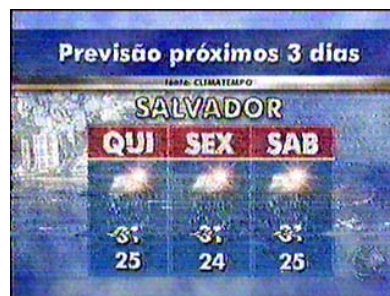 Previsão próximos 3 dias
fonte: CLIMATEMPO
SALVADOR
QUI SEX SAB
25 24 25